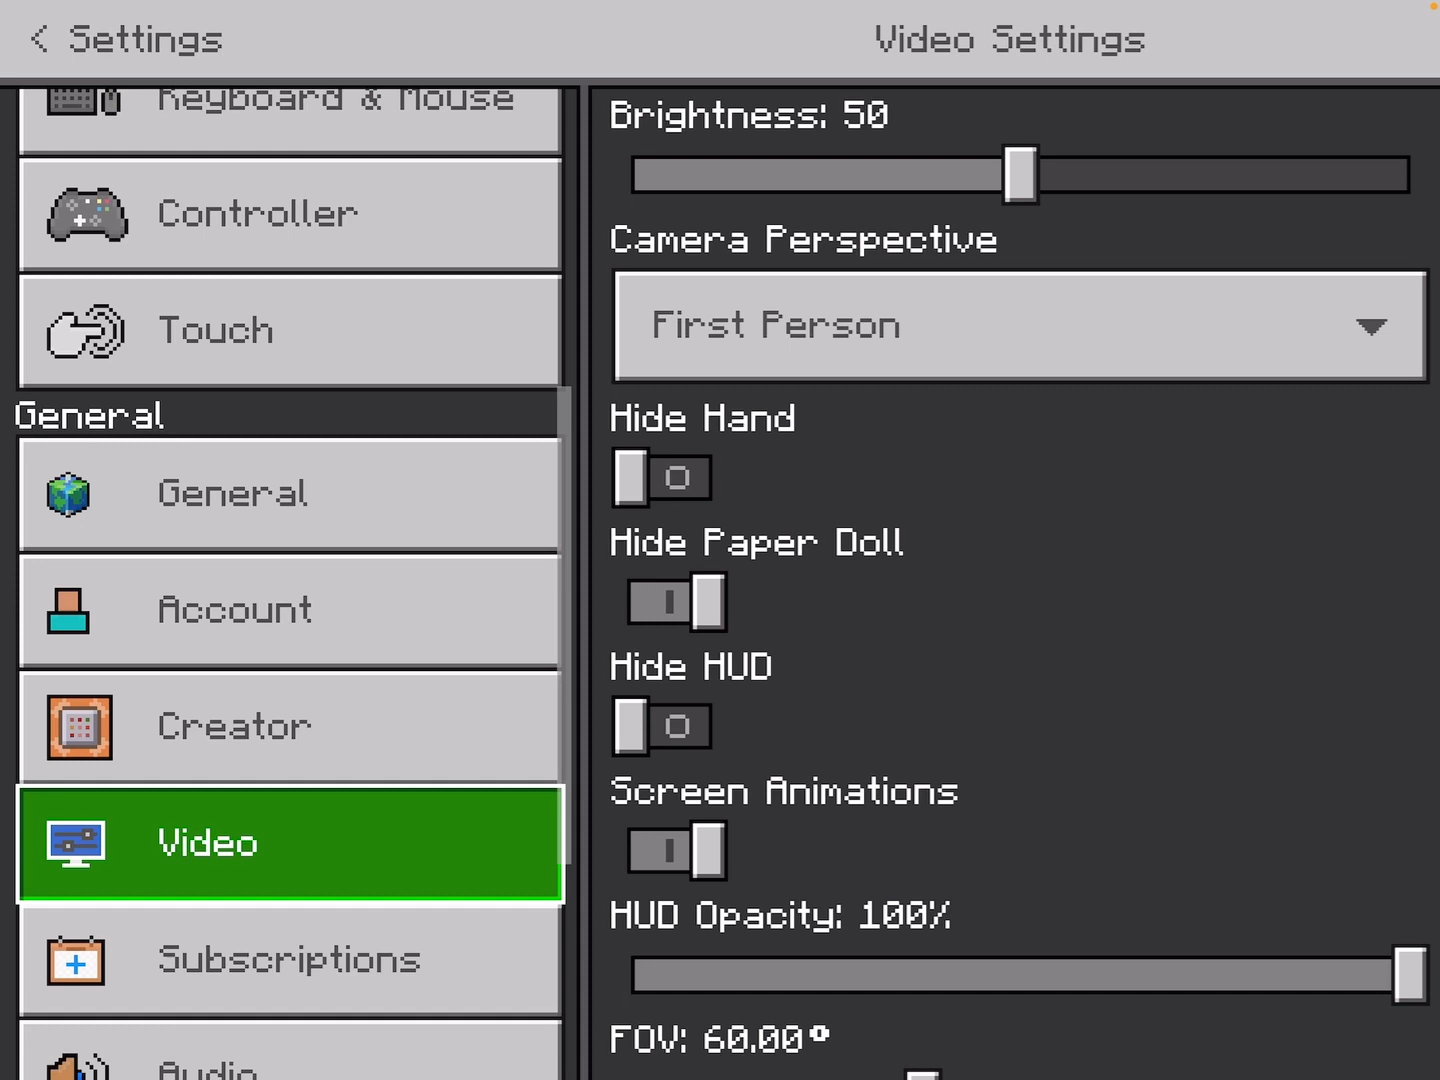 Settings
Video Settings
Keyboard & Mouse
Controller
Touch
General
General
Account
Creator
Video
Subscriptions
Audio
Brightness: 50
Camera Perspective
First Person
Hide Hand
Hide Paper Doll
Hide HUD
Screen Animations
HUD Opacity: 100%
FOV: 60.00°